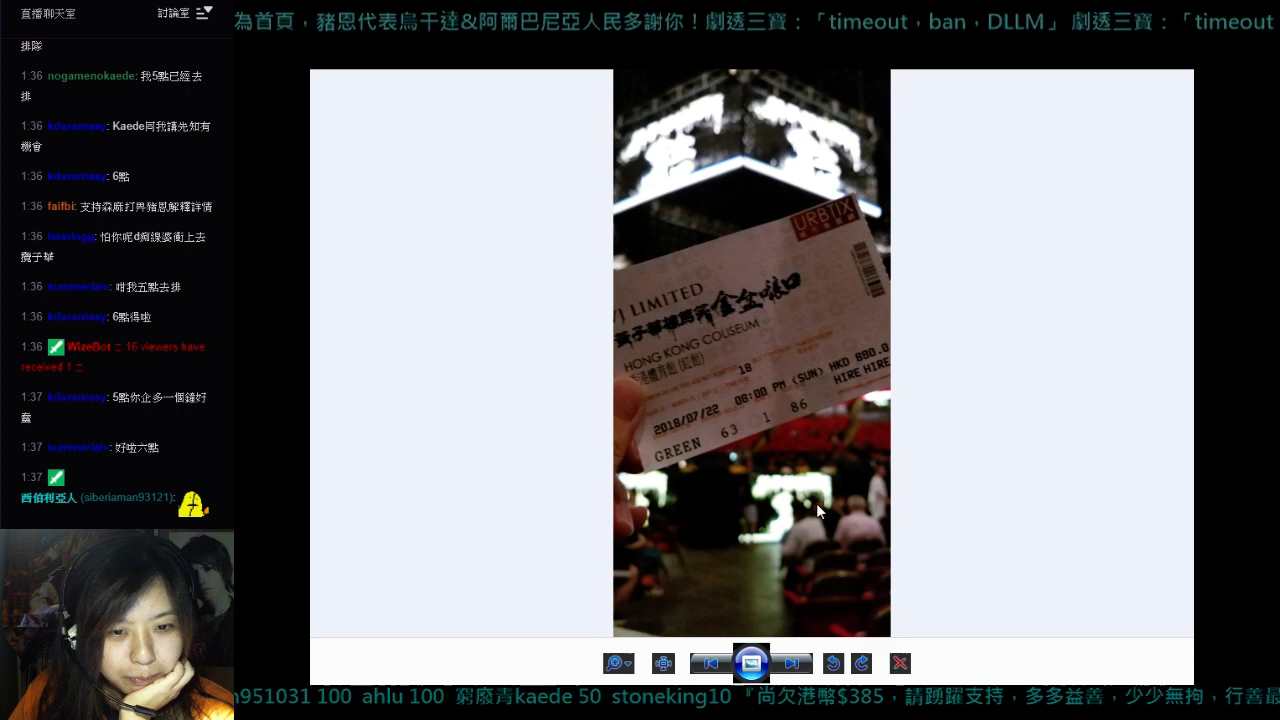 為首頁，豬恩代表烏干達&阿爾巴尼亞人民多謝你！劇透三寶：「timeout，ban，DLLM」 劇透三寶：「timeout
直播聊天室
討論室
排隊
1:36 nogamenokaede: 我5點已經去
排
1:36 kdarantasy: Kaede同我講先知有
機會
1:36 kdarantasy: 6點
1:36 faifbi: 支持森麻打畀豬恩解釋詳情
1:36 bearingg: 怕你呢d癲線婆衝上去
攬子華
1:36 summerlaix: 咁我五點去排
1:36 kdarantasy: 6點得啦
1:36 WizeBot 16 viewers have
received 1
1:37 kdarantasy: 5點你企多一個鐘好
1:37 summerlaix: 好啦六點
1:37
西伯利亞人 (siberiaman93121):
URBTIX
LIMITED
黃子華棟篤笑金盆啷口
HONG KONG COLISEUM
香港體育館 (紅館)
18
2018/07/22 08:00 PM (SUN) HKD 880.0
HIRE HIRE
GREEN 63 1 86
951031 100 ahlu 100 窮廢青kaede 50 stoneking10 『尚欠港幣$385，請踴躍支持，多多益善，少少無拘，行善最